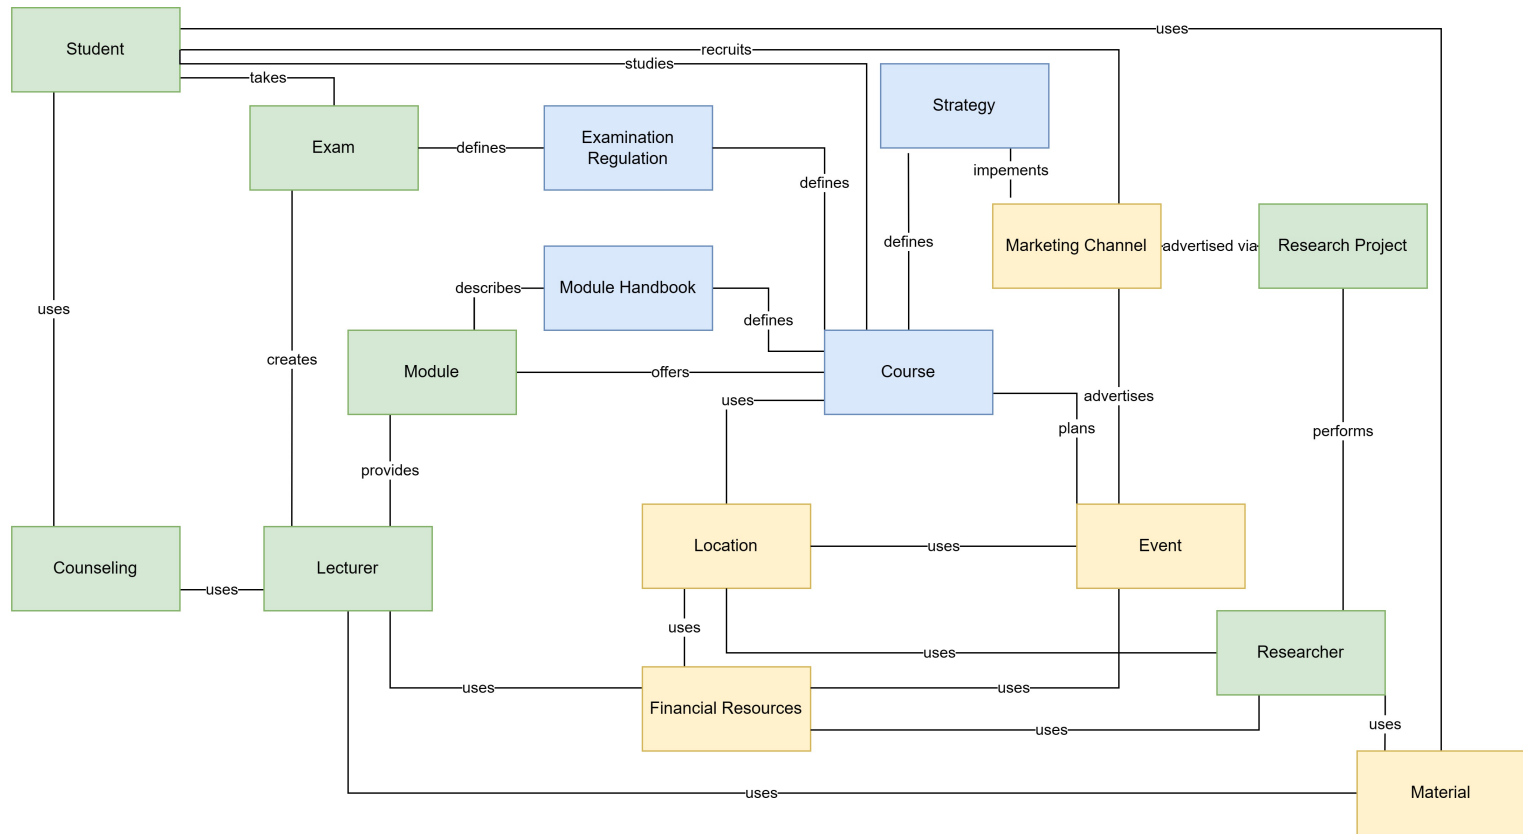 uses
Student
recruits
studies
takes
Strategy
Exam
defines
Examination
Regulation
impements
defines
defines
Marketing Channel
advertised via
Research Project
describes
Module Handbook
uses
defines
creates
Module
offers
Course
uses
advertises
plans
performs
provides
Location
uses
Event
Counseling
Lecturer
uses
uses
uses
Researcher
uses
uses
Financial Resources
uses
uses
uses
Material